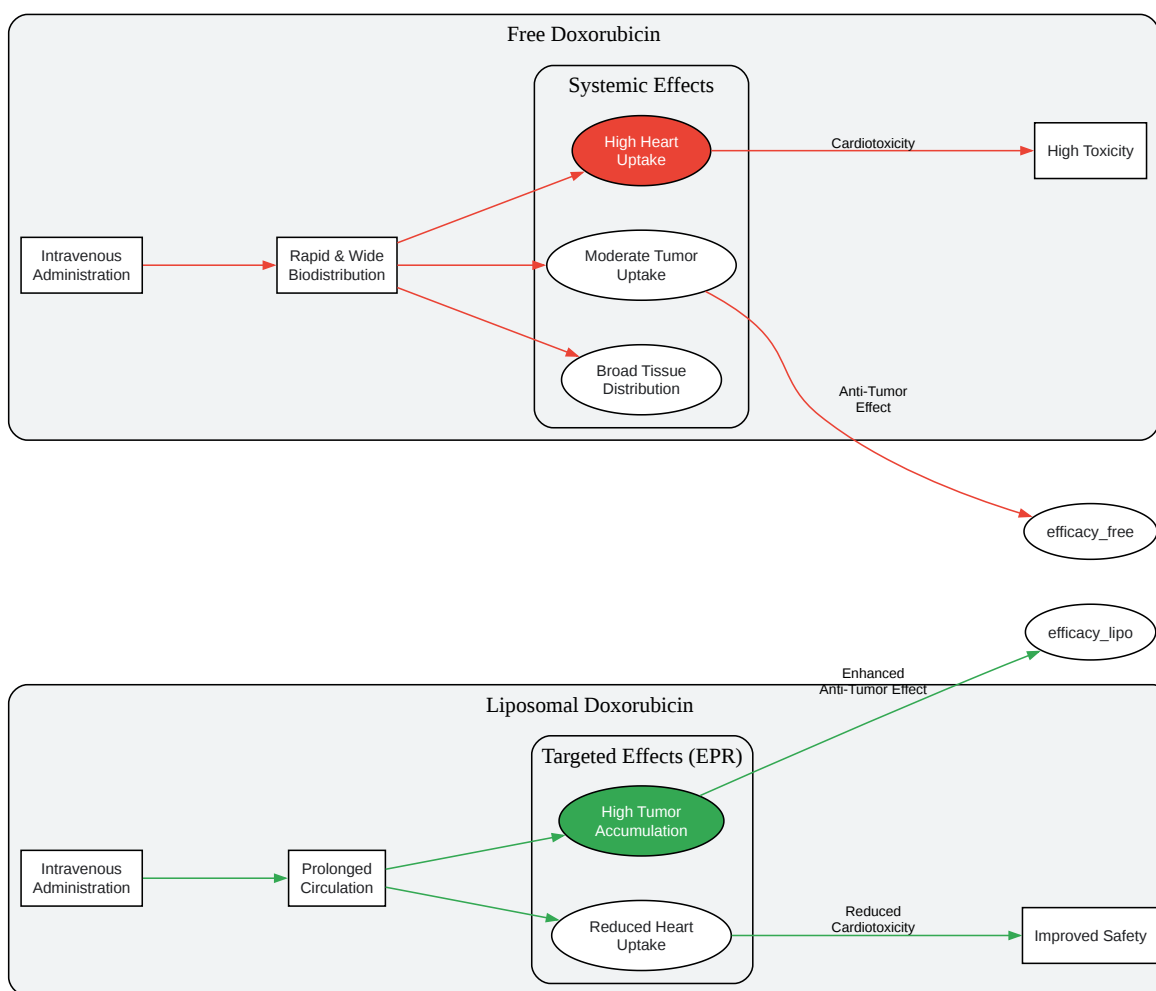 Free Doxorubicin
Systemic Effects
High Heart
Uptake
Cardiotoxicity
High Toxicity
Intravenous
Administration
Rapid & Wide
Biodistribution
Moderate Tumor
Uptake
Broad Tissue
Distribution
Anti-Tumor
Effect
efficacy_free
efficacy_lipo
Enhanced
Anti-Tumor Effect
Liposomal Doxorubicin
Targeted Effects (EPR)
High Tumor
Accumulation
Intravenous
Administration
Prolonged
Circulation
Reduced Heart
Uptake
Reduced
Cardiotoxicity
Improved Safety